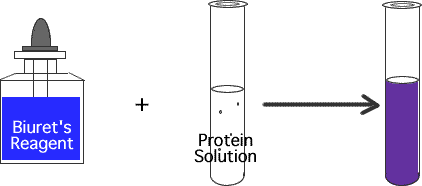 Biuret's
Reagent
+
Protein
Solution